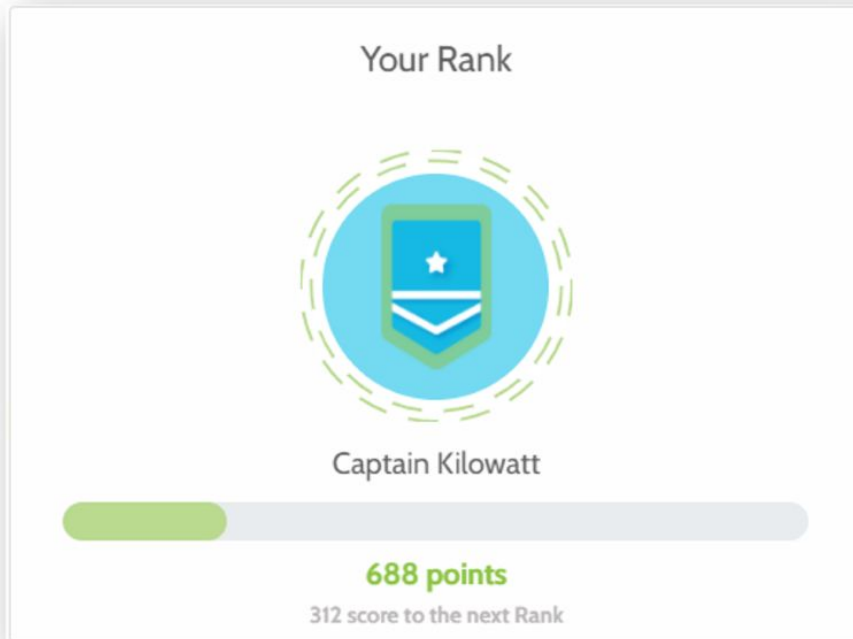 Your Rank
Captain Kilowatt
688 points
312 score to the next Rank